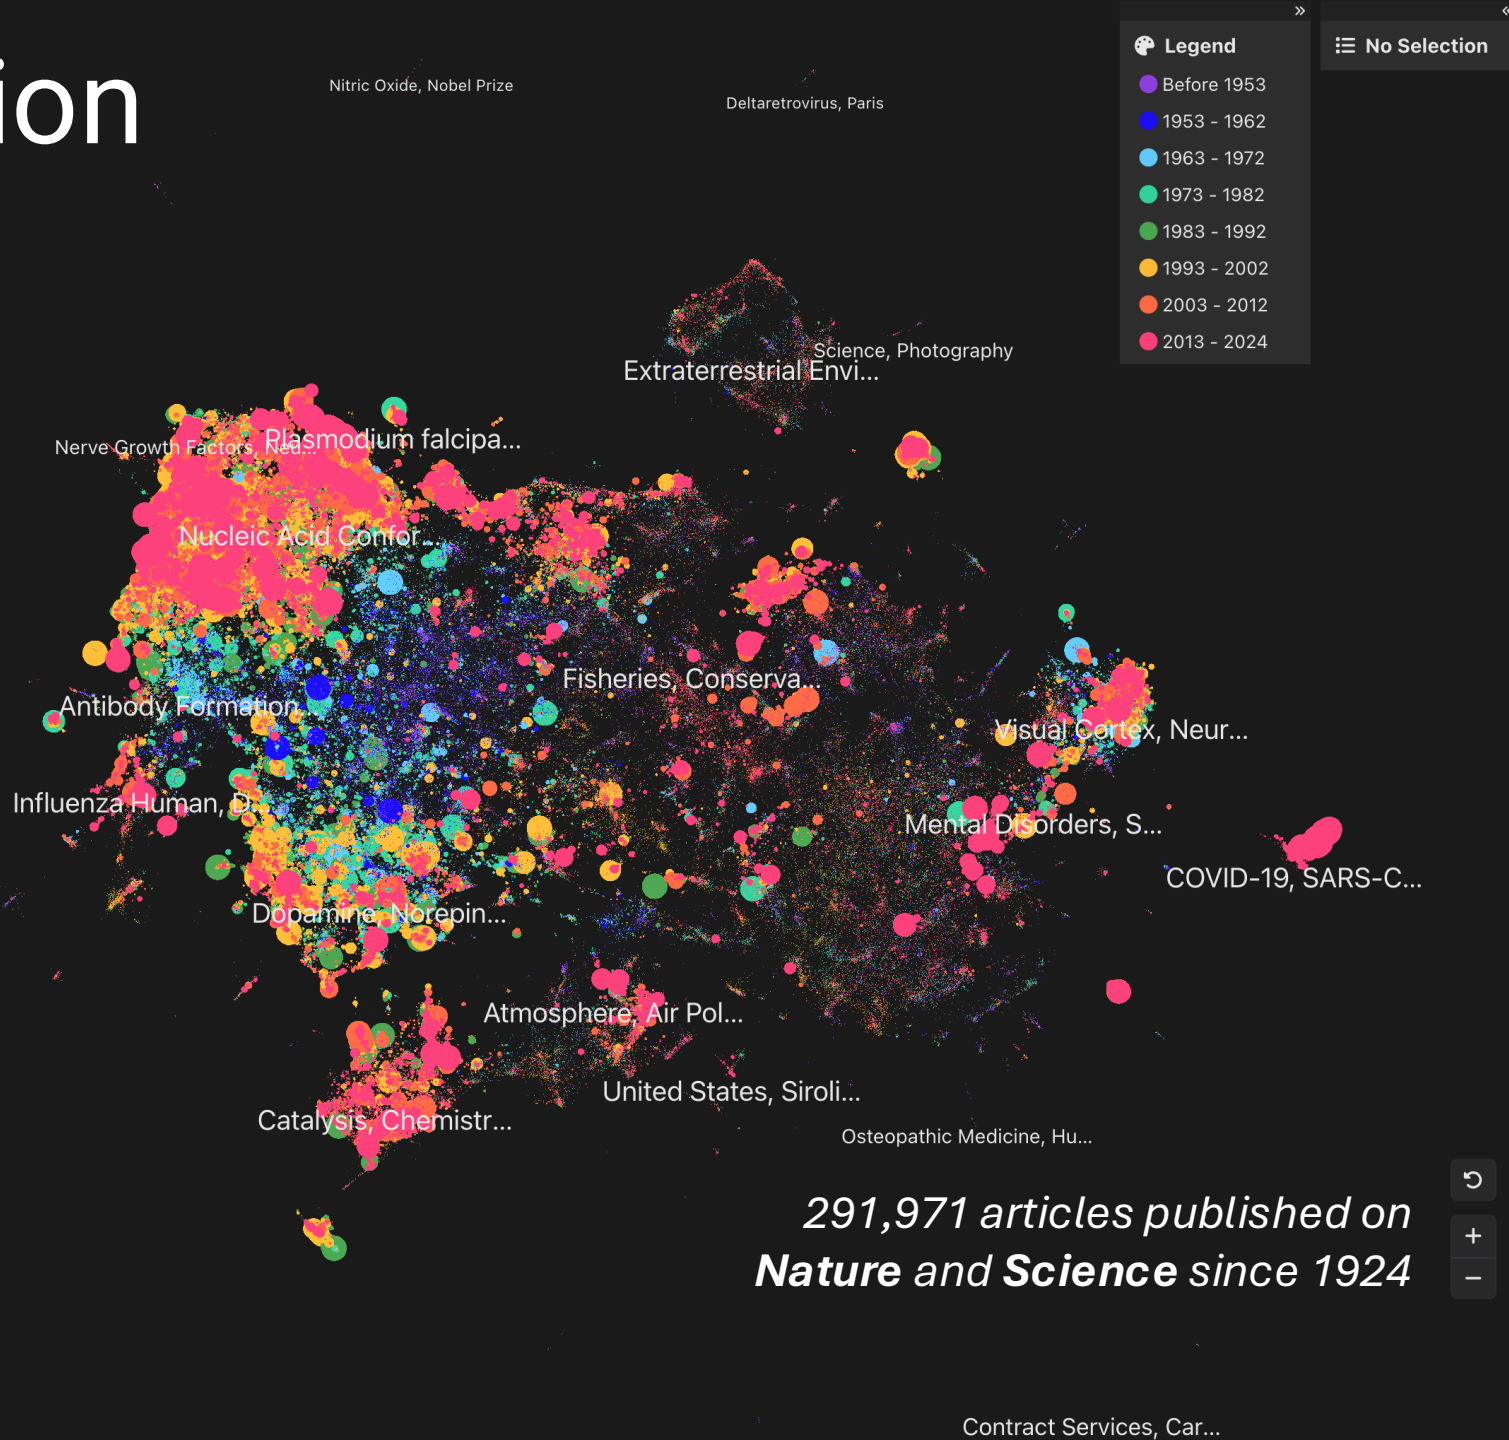 ion
Nitric Oxide, Nobel Prize
Deltaretrovirus, Paris
Legend
Before 1953
1953 - 1962
1963 - 1972
1973 - 1982
1983 - 1992
1993 - 2002
2003 - 2012
2013 - 2024
No Selection
Science, Photography
Extraterrestrial Envi...
Plasmodium falcipa...
Nerve Growth Factors, Neu...
Nucleic Acid Confor...
Fisheries, Conserva...
Antibody Formation...
Visual Cortex, Neur...
Influenza Human, D...
Mental Disorders, S...
COVID-19, SARS-C...
Dopamine, Norepin...
Atmosphere, Air Pol...
United States, Siroli...
Catalysis, Chemistr...
Osteopathic Medicine, Hu...
291,971 articles published on
Nature and Science since 1924
Contract Services, Car...